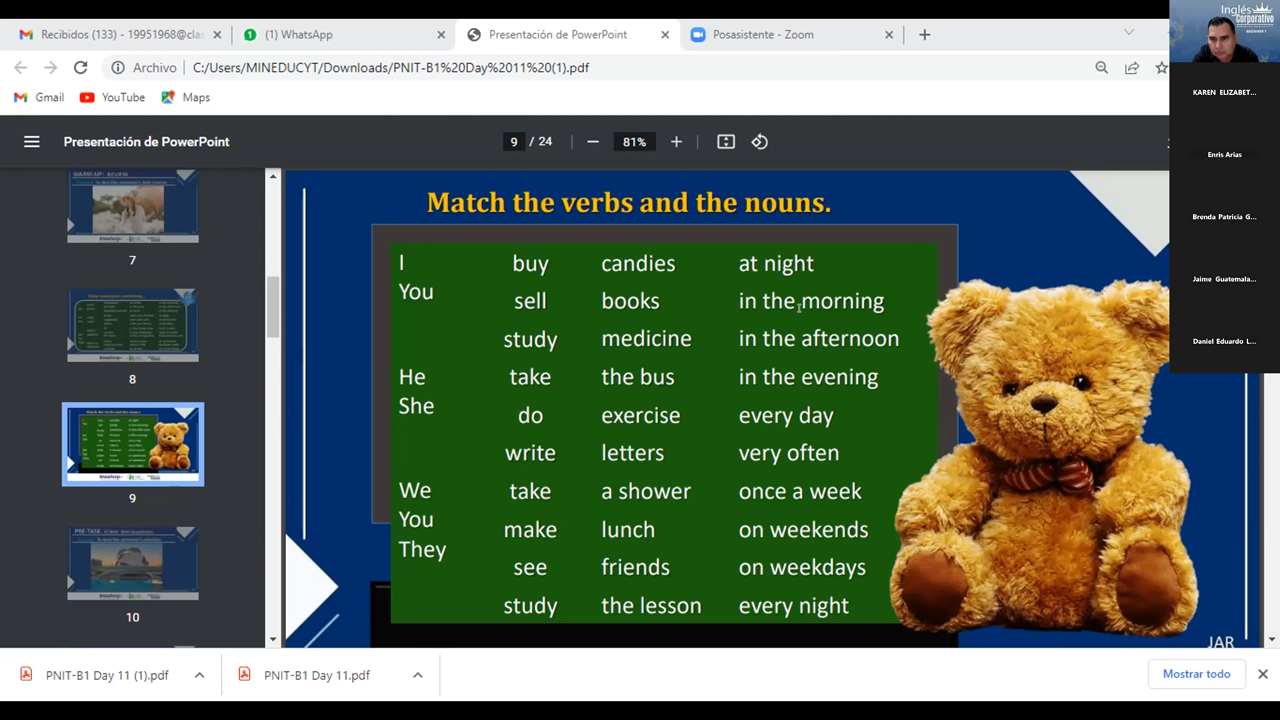 Recibidos (133) - 19951968@cla
(1) WhatsApp
Presentación de PowerPoint
Posasistente - Zoom
Archivo
C:/Users/MINEDUCYT/Downloads/PNIT-B1%20Day%2011%20(1).pdf
Gmail
YouTube
Maps
Presentación de PowerPoint
9 / 24
81%
7
8
9
10
Match the verbs and the nouns.
I
You
buy candies at night
sell books in the morning
study medicine in the afternoon
He
She
take the bus in the evening
do exercise every day
write letters very often
We
You
They
take a shower once a week
make lunch on weekends
see friends on weekdays
study the lesson every night
JAR
Inglés
Corporativo
KAREN ELIZABET...
Enris Arias
Brenda Patricia G...
Jaime Guatemala...
Daniel Eduardo L...
PNIT-B1 Day 11 (1).pdf
PNIT-B1 Day 11.pdf
Mostrar todo